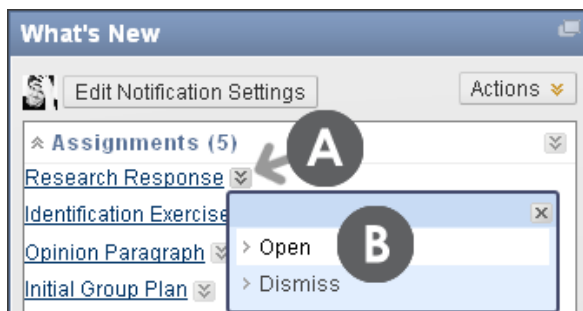 What's New
Edit Notification Settings
Actions
Assignments (5)
A
Research Response
Identification Exercise
Opinion Paragraph
B
Open
Initial Group Plan
Dismiss